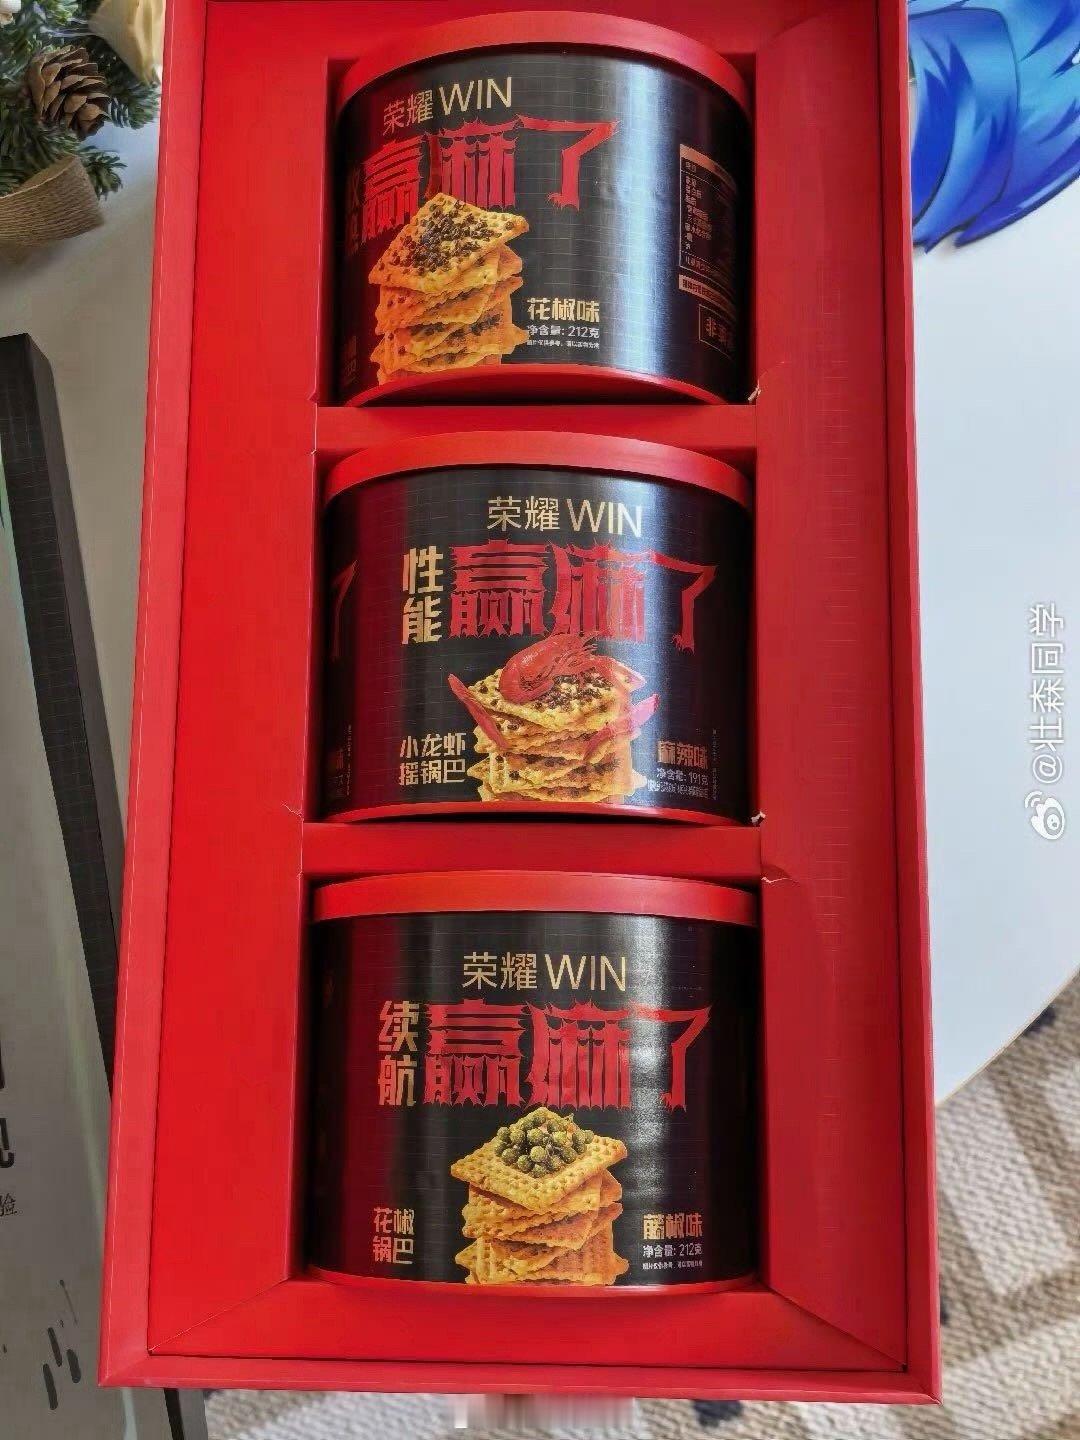 荣耀WIN
赢麻了
花椒味
净含量: 212克
荣耀WIN
性能
赢麻了
小龙虾
摇锅巴
麻辣味
净含量: 191克
荣耀WIN
续航
赢麻了
花椒
锅巴
藤椒味
净含量: 212克
@壮森同学